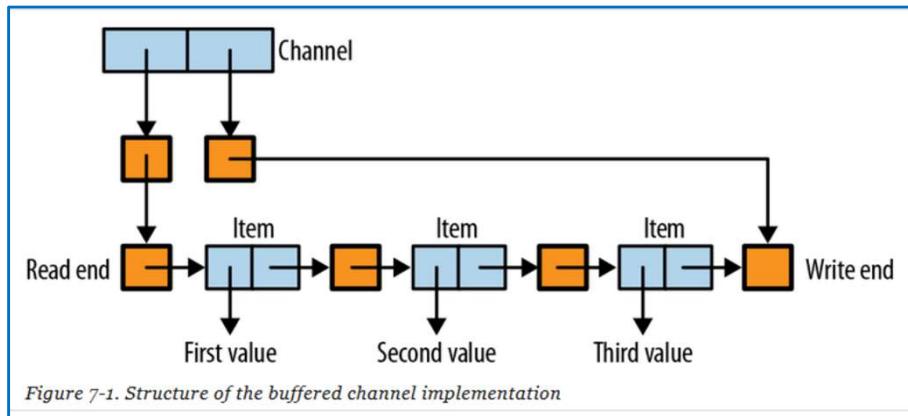 Channel
Item Item Item
Read end Write end
First value Second value Third value
Figure 7-1. Structure of the buffered channel implementation